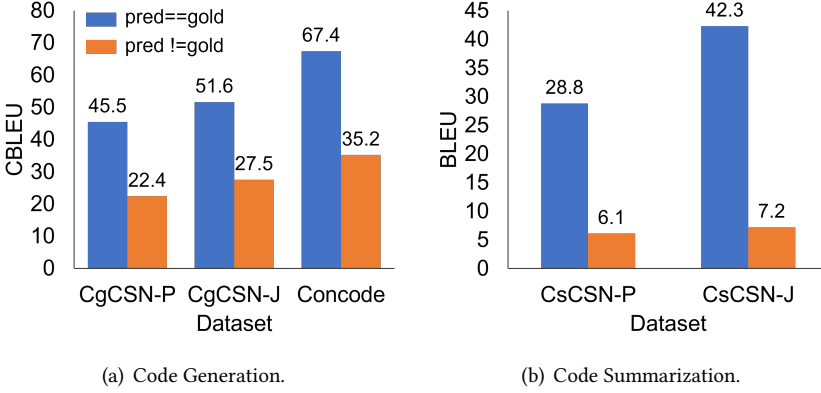 80
70
60
50
40
30
20
10
0
CBLEU
pred==gold
pred !=gold
45.5
22.4
51.6
27.5
67.4
35.2
CgCSN-P CgCSN-J Concode
Dataset
(a) Code Generation.
45
40
35
30
25
20
15
10
5
0
BLEU
28.8
6.1
42.3
7.2
CsCSN-P CsCSN-J
Dataset
(b) Code Summarization.